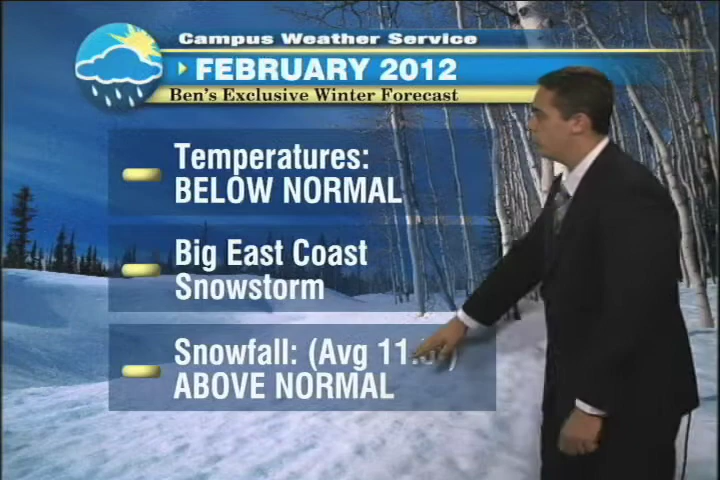 Campus Weather Service
FEBRUARY 2012
Ben's Exclusive Winter Forecast
Temperatures:
BELOW NORMAL
Big East Coast
Snowstorm
Snowfall: (Avg
ABOVE NORMAL